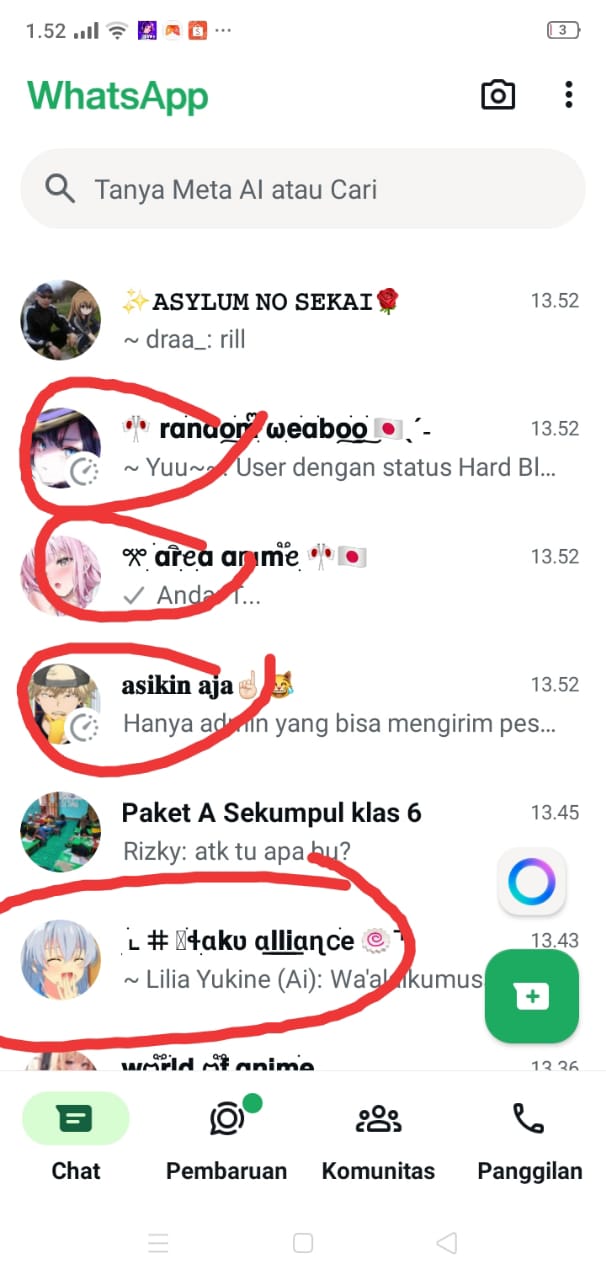 1.52
3
WhatsApp
Tanya Meta AI atau Cari
✨ASYLUM NO SEKAI🌹 13.52
~ draa_: rill
🎌 random weaboo🇯🇵 ˎˊ˗ 13.52
~ Yuu~~: User dengan status Hard Bl...
area anime 🎌🇯🇵 13.52
Anda: T...
asikin aja☝🏻😹 13.52
Hanya admin yang bisa mengirim pes...
Paket A Sekumpul klas 6 13.45
Rizky: atk tu apa bu?
alliance 🍥 13.43
~ Lilia Yukine (Ai): Wa'alaikumus
world of anime 13.36
Chat Pembaruan Komunitas Panggilan